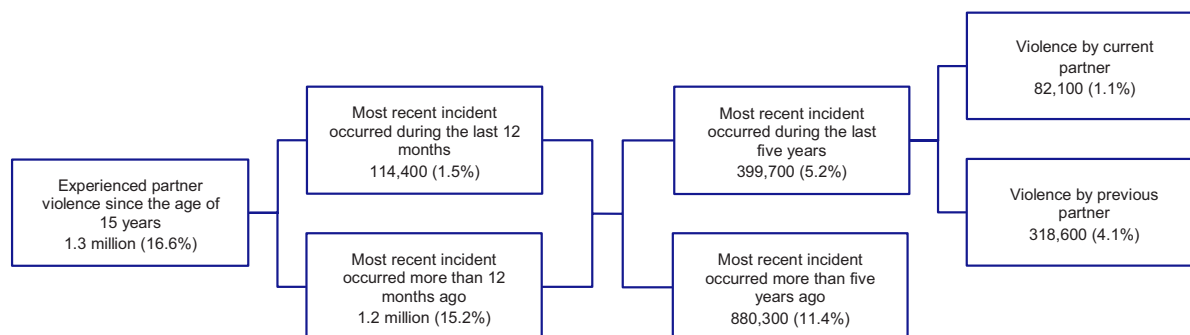 Experienced partner
violence since the age of
15 years
1.3 million (16.6%)
Most recent incident
occurred during the last 12
months
114,400 (1.5%)
Most recent incident
occurred more than 12
months ago
1.2 million (15.2%)
Most recent incident
occurred during the last
five years
399,700 (5.2%)
Most recent incident
occurred more than five
years ago
880,300 (11.4%)
Violence by current
partner
82,100 (1.1%)
Violence by previous
partner
318,600 (4.1%)